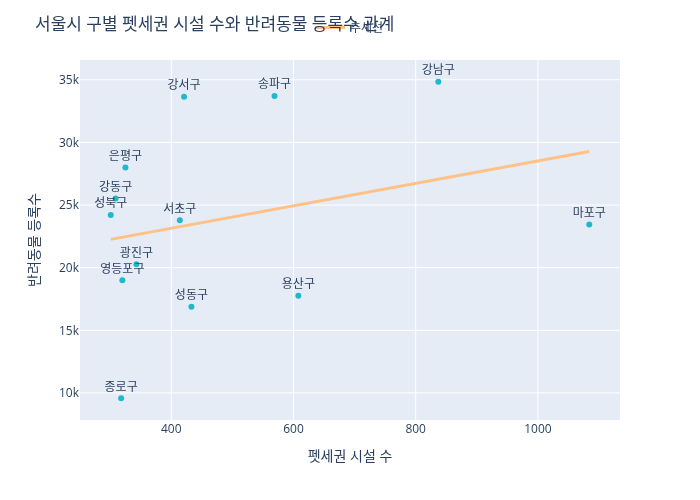 서울시 구별 펫세권 시설 수와 반려동물 등록수 관계
추세선
35k
30k
25k
20k
15k
10k
반려동물 등록수
강남구
강서구
송파구
은평구
강동구
성북구
서초구
마포구
광진구
영등포구
용산구
성동구
종로구
400
600
800
1000
펫세권 시설 수